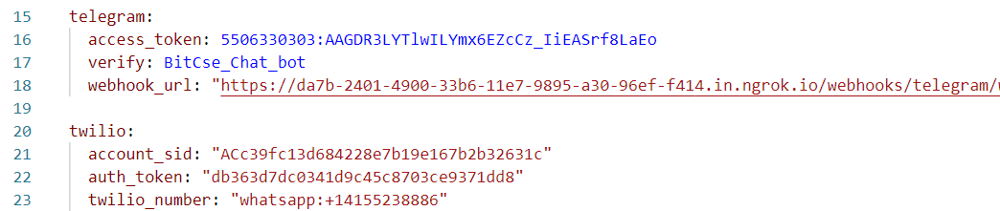 15 telegram:
16 access_token: 5506330303:AAGDR3LYTlwILYmx6EZcCz_IiEASrf8LaEo
17 verify: BitCse_Chat_bot
18 webhook_url: "https://da7b-2401-4900-33b6-11e7-9895-a30-96ef-f414.in.ngrok.io/webhooks/telegram/
19
20 twilio:
21 account_sid: "ACc39fc13d684228e7b19e167b2b32631c"
22 auth_token: "db363d7dc0341d9c45c8703ce9371dd8"
23 twilio_number: "whatsapp:+14155238886"